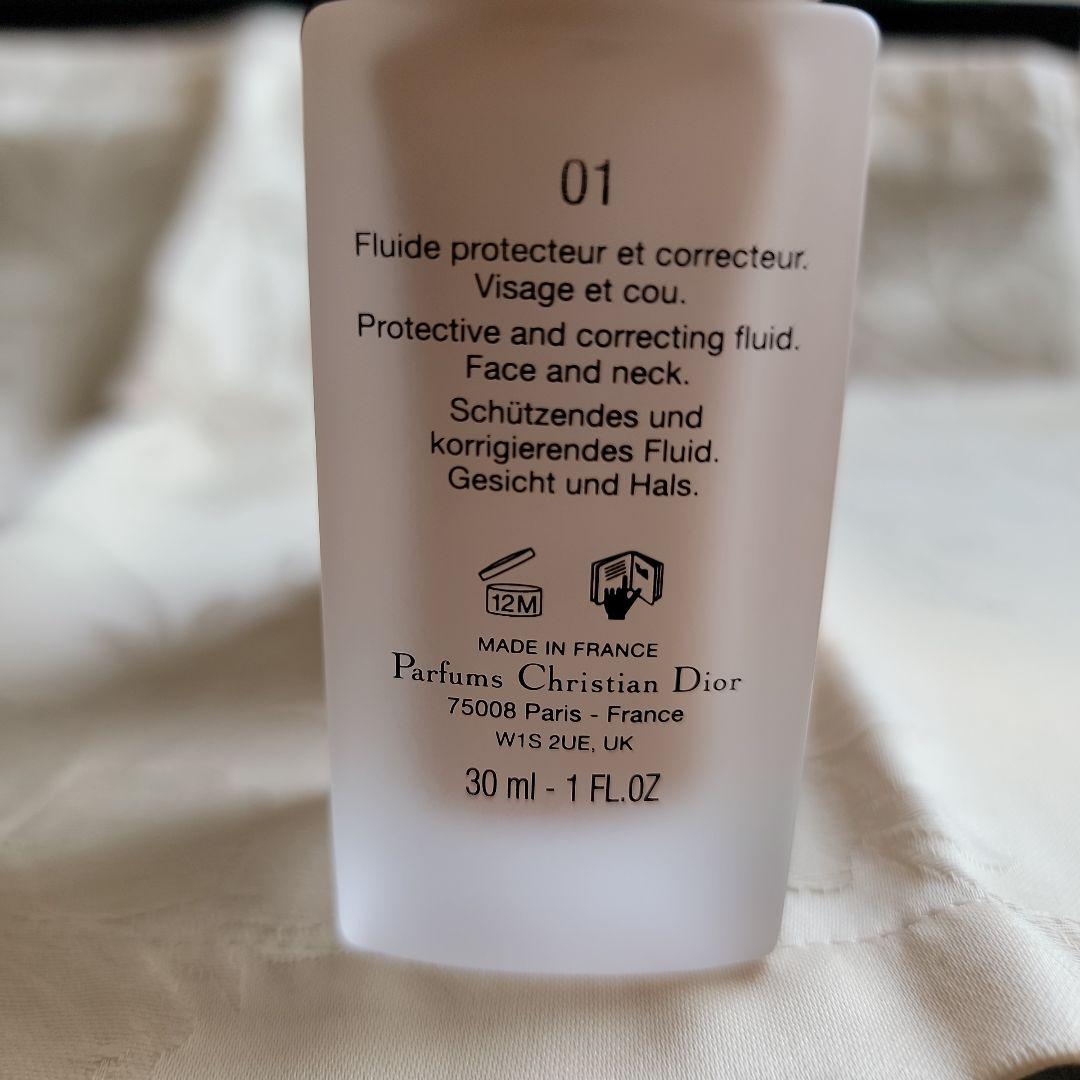 01
Fluide protecteur et correcteur.
Visage et cou.
Protective and correcting fluid.
Face and neck.
Schützendes und
korrigierendes Fluid.
Gesicht und Hals.
12M
MADE IN FRANCE
Parfums Christian Dior
75008 Paris - France
W1S 2UE, UK
30 ml - 1 FL.OZ